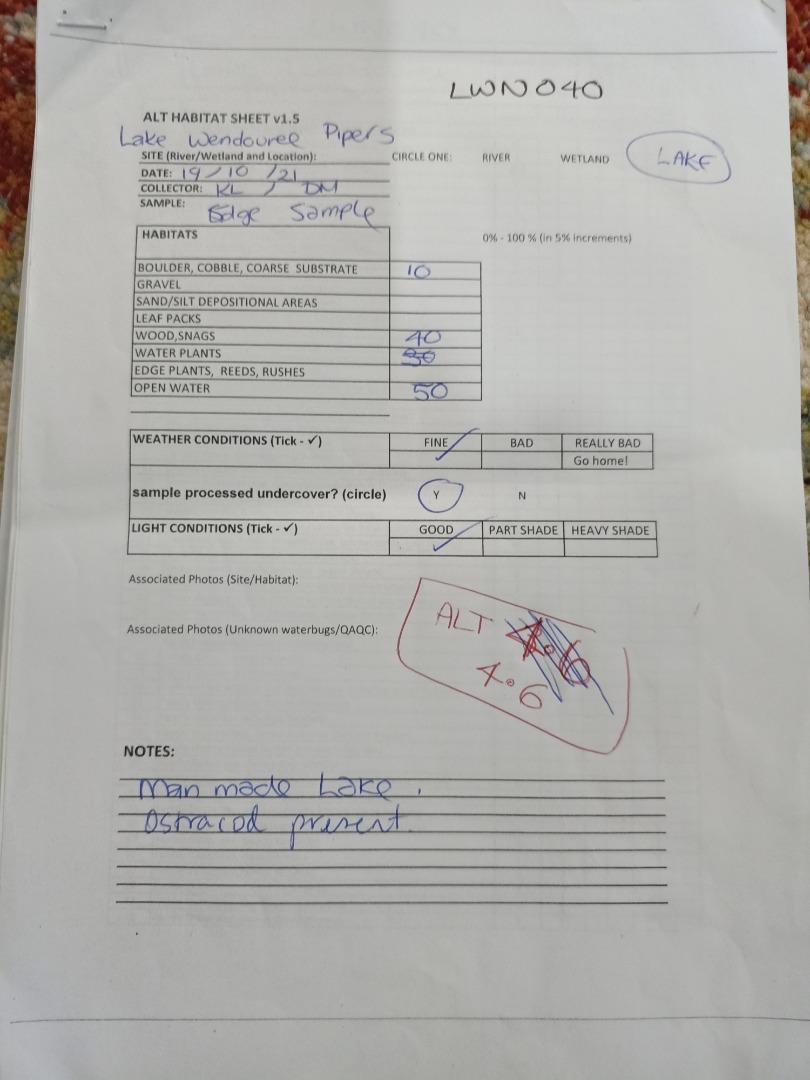 LWN040
ALT HABITAT SHEET v1.5
Lake Wendouree Pipers
SITE (River/Wetland and Location): CIRCLE ONE: RIVER WETLAND LAKE
DATE: 19/10/21
COLLECTOR: KL / DM
SAMPLE: Edge Sample
HABITATS 0% - 100 % (in 5% increments)
BOULDER, COBBLE, COARSE SUBSTRATE 10
GRAVEL
SAND/SILT DEPOSITIONAL AREAS
LEAF PACKS
WOOD,SNAGS 40
WATER PLANTS
EDGE PLANTS, REEDS, RUSHES
OPEN WATER 50
WEATHER CONDITIONS (Tick - ✓) FINE BAD REALLY BAD
✓ Go home!
sample processed undercover? (circle) Y N
LIGHT CONDITIONS (Tick - ✓) GOOD PART SHADE HEAVY SHADE
✓
Associated Photos (Site/Habitat):
Associated Photos (Unknown waterbugs/QAQC):
ALT
4.6
NOTES:
Man made Lake.
Ostracod present.